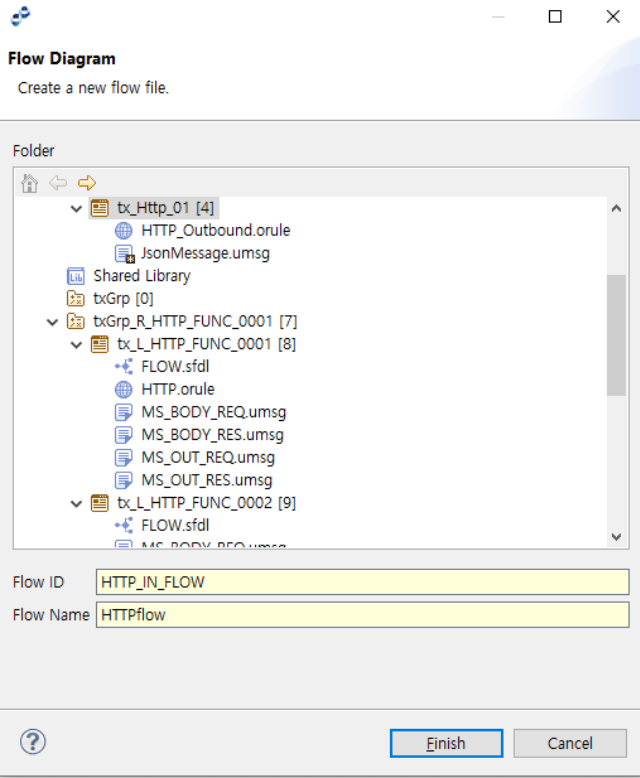 Flow Diagram
Create a new flow file.
Folder
tx_Http_01 [4]
HTTP_Outbound.orule
JsonMessage.umsg
Lib Shared Library
txGrp [0]
txGrp_R_HTTP_FUNC_0001 [7]
tx_L_HTTP_FUNC_0001 [8]
FLOW.sfdl
HTTP.orule
MS_BODY_REQ.umsg
MS_BODY_RES.umsg
MS_OUT_REQ.umsg
MS_OUT_RES.umsg
tx_L_HTTP_FUNC_0002 [9]
FLOW.sfdl
Flow ID HTTP_IN_FLOW
Flow Name HTTPflow
? Finish Cancel